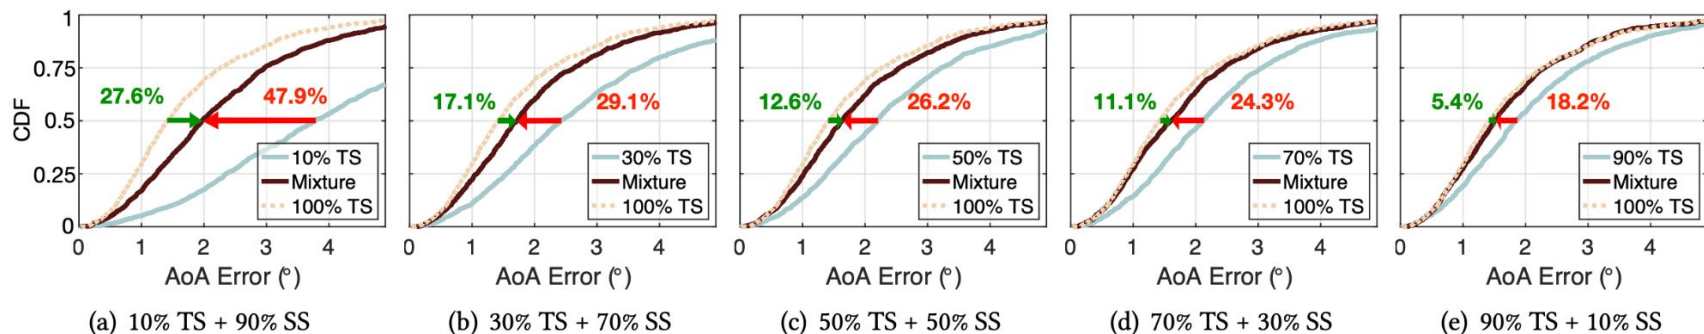 CDF
1
0.75
0.5
0.25
0
27.6%
47.9%
10% TS
Mixture
100% TS
0 1 2 3 4
AoA Error (°)
(a) 10% TS + 90% SS
17.1%
29.1%
30% TS
Mixture
100% TS
0 1 2 3 4
AoA Error (°)
(b) 30% TS + 70% SS
12.6%
26.2%
50% TS
Mixture
100% TS
0 1 2 3 4
AoA Error (°)
(c) 50% TS + 50% SS
11.1%
24.3%
70% TS
Mixture
100% TS
0 1 2 3 4
AoA Error (°)
(d) 70% TS + 30% SS
5.4%
18.2%
90% TS
Mixture
100% TS
0 1 2 3 4
AoA Error (°)
(e) 90% TS + 10% SS